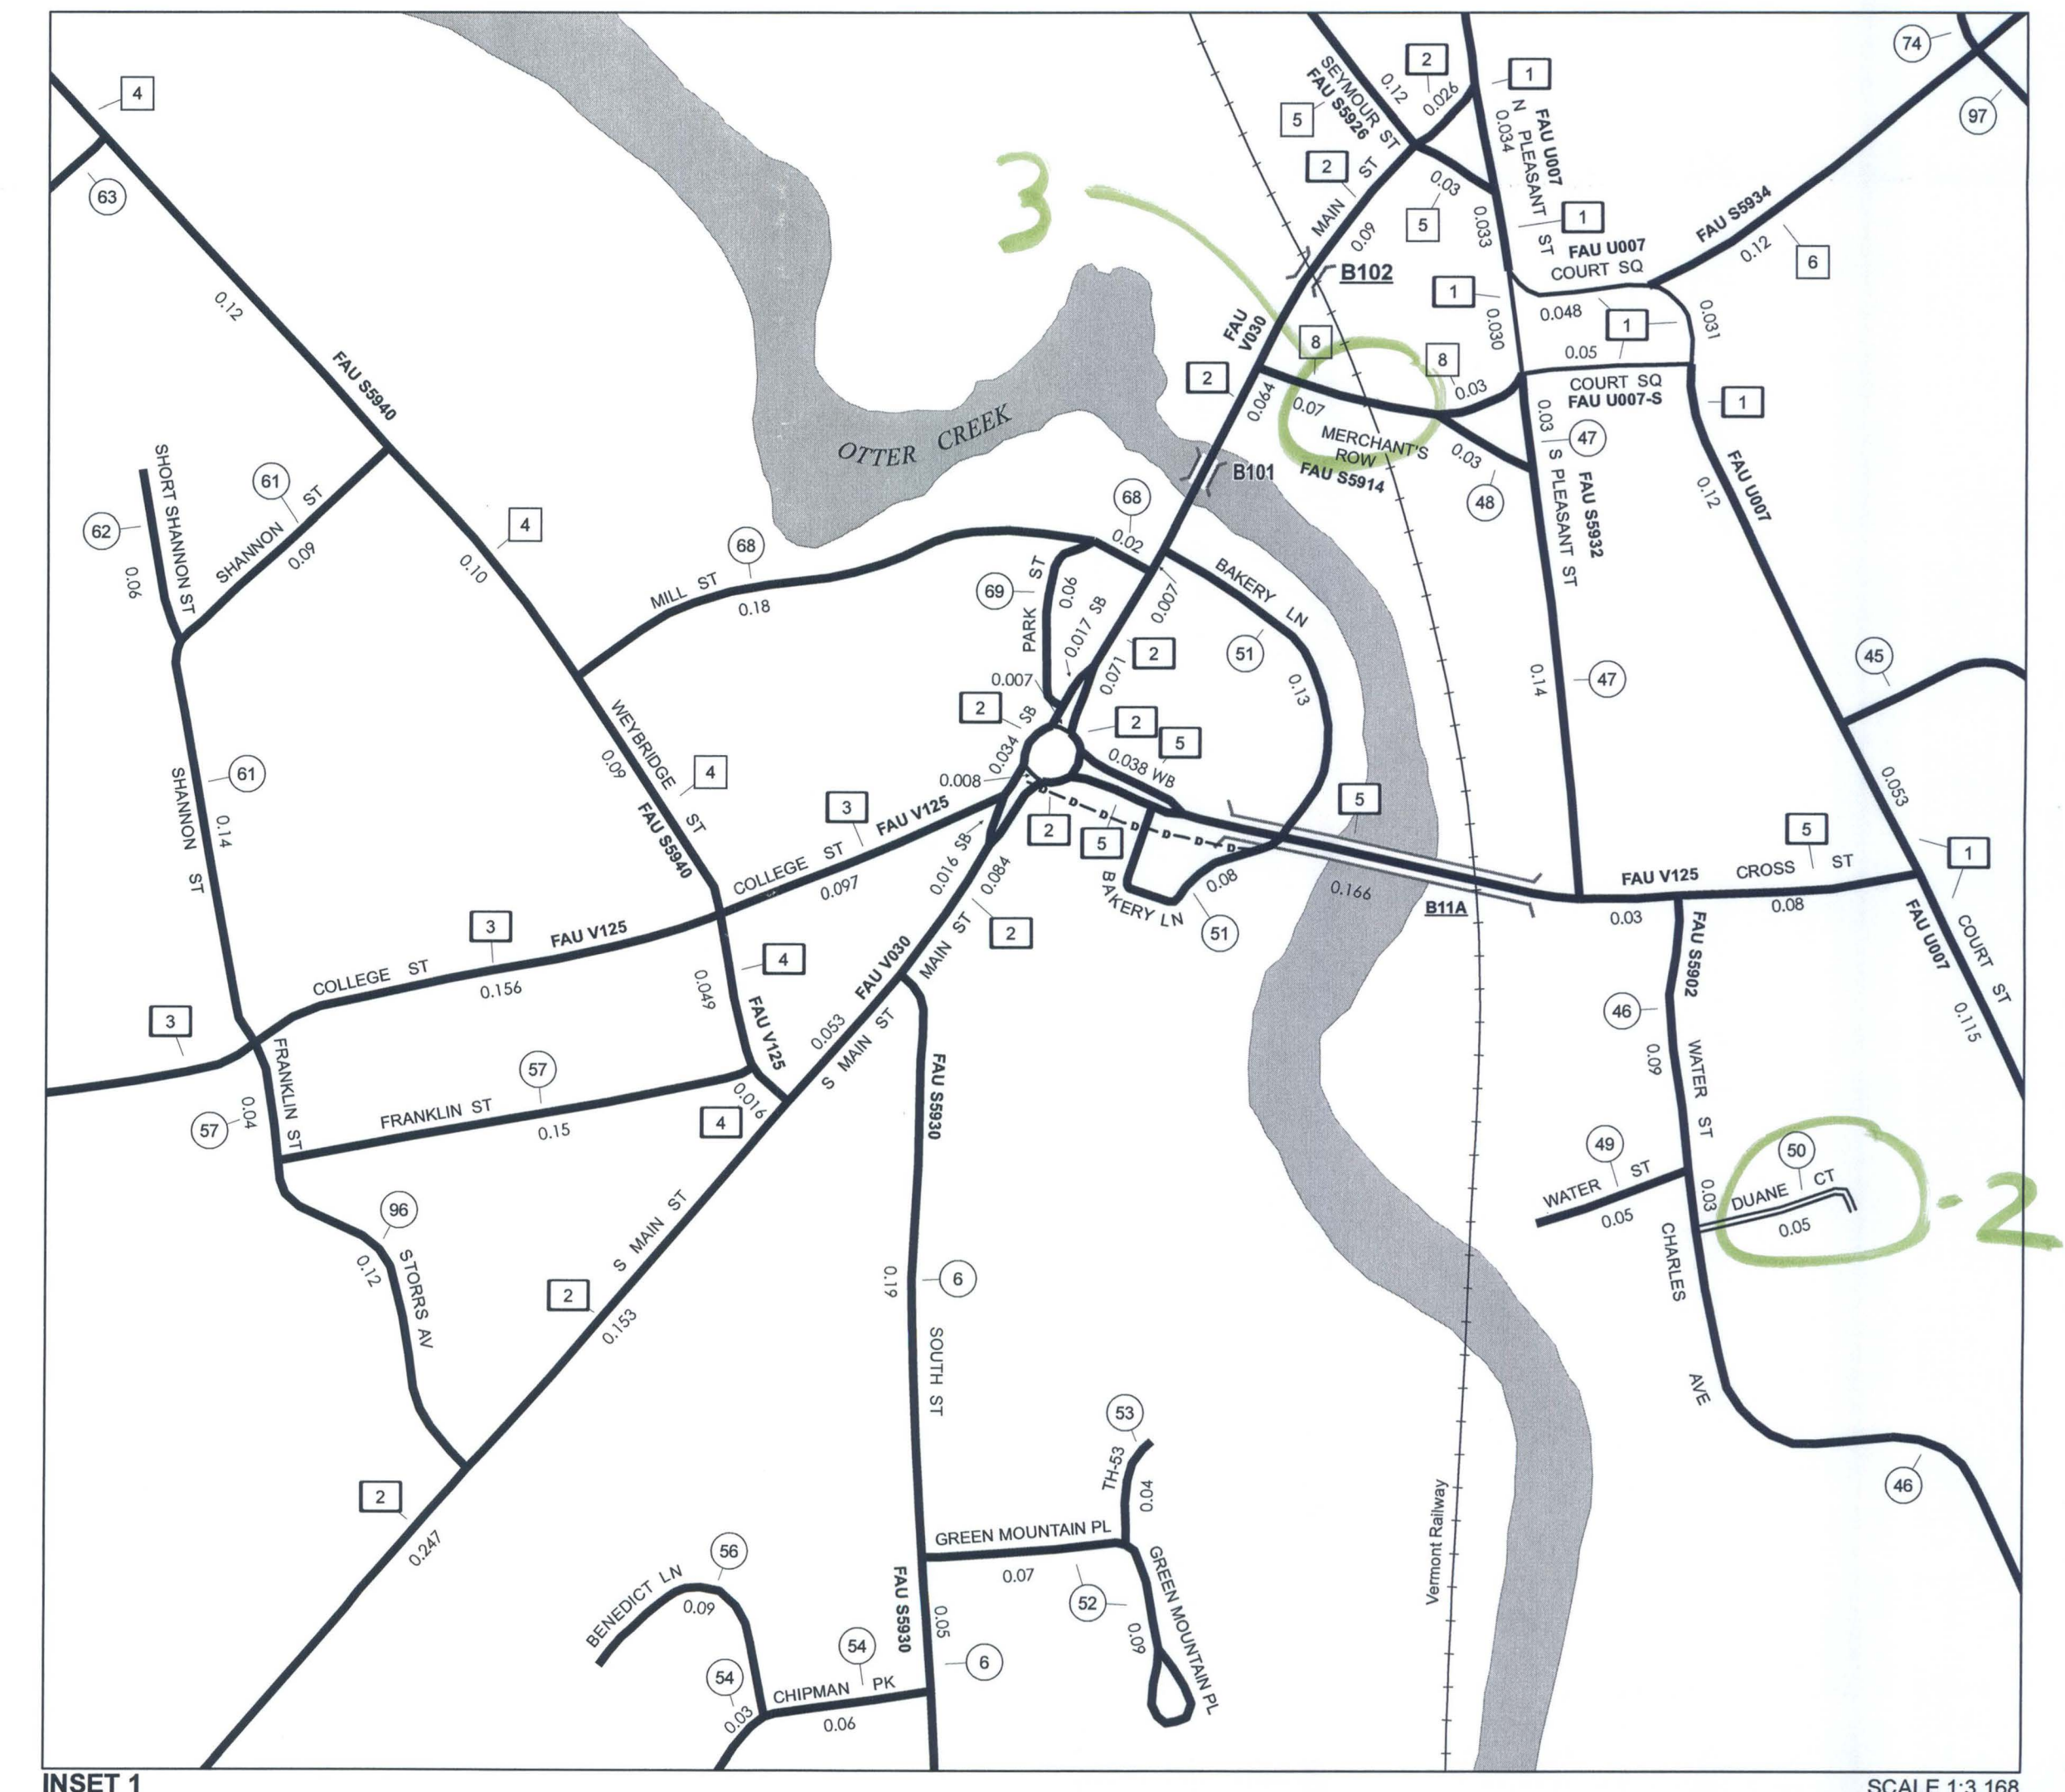 4
63
0.12
FAU S5940
SEYMOUR ST
FAU S5926
0.12
2
0.026
1
N PLEASANT ST
FAU U007
0.034
5
2
MAIN ST
0.09
0.03
5
0.033
1
74
97
FAU S5934
0.12
6
3
B102
FAU U007
COURT SQ
0.048
1
0.031
1
0.030
0.05
COURT SQ
FAU U007-S
1
FAU
V030
2
0.064
8
8
0.07
0.03
MERCHANT'S
ROW
FAU S5914
0.03
48
0.03
47
S PLEASANT ST
FAU S5932
0.12
FAU U007
OTTER CREEK
B101
SHORT SHANNON ST
62
0.06
61
SHANNON ST
0.09
4
0.10
68
68
0.02
MILL ST
0.18
69
PARK ST
0.06
0.017 SB
0.007
BAKERY LN
51
0.13
2
0.071
0.007
2
SB
0.034
2
5
0.038 WB
0.14
47
45
0.053
61
SHANNON ST
0.14
WEYBRIDGE ST
0.09
4
FAU S5940
0.008
3
FAU V125
COLLEGE ST
0.097
0.016 SB
0.084
2
D D D D D D D
5
5
BAKERY LN
0.08
51
0.166
B11A
FAU V125
CROSS ST
5
0.03
0.08
1
FAU U007
COURT ST
0.115
3
FAU V125
COLLEGE ST
0.156
4
0.049
FAU V125
FAU V030
MAIN ST
2
0.053
S MAIN ST
3
FRANKLIN ST
57
0.04
57
FRANKLIN ST
0.15
0.016
4
FAU S5930
FAU S5902
46
0.09
WATER ST
49
WATER ST
0.05
0.03
50
DUANE CT
0.05
-2
CHARLES AVE
46
96
0.12
STORRS AV
S MAIN ST
2
0.153
0.19
6
SOUTH ST
2
0.247
53
TH-53
0.04
GREEN MOUNTAIN PL
0.07
52
0.09
GREEN MOUNTAIN PL
56
BENEDICT LN
0.09
FAU S5930
0.05
6
54
54
CHIPMAN PK
0.03
0.06
Vermont Railway
INSET 1
SCALE 1:3,168